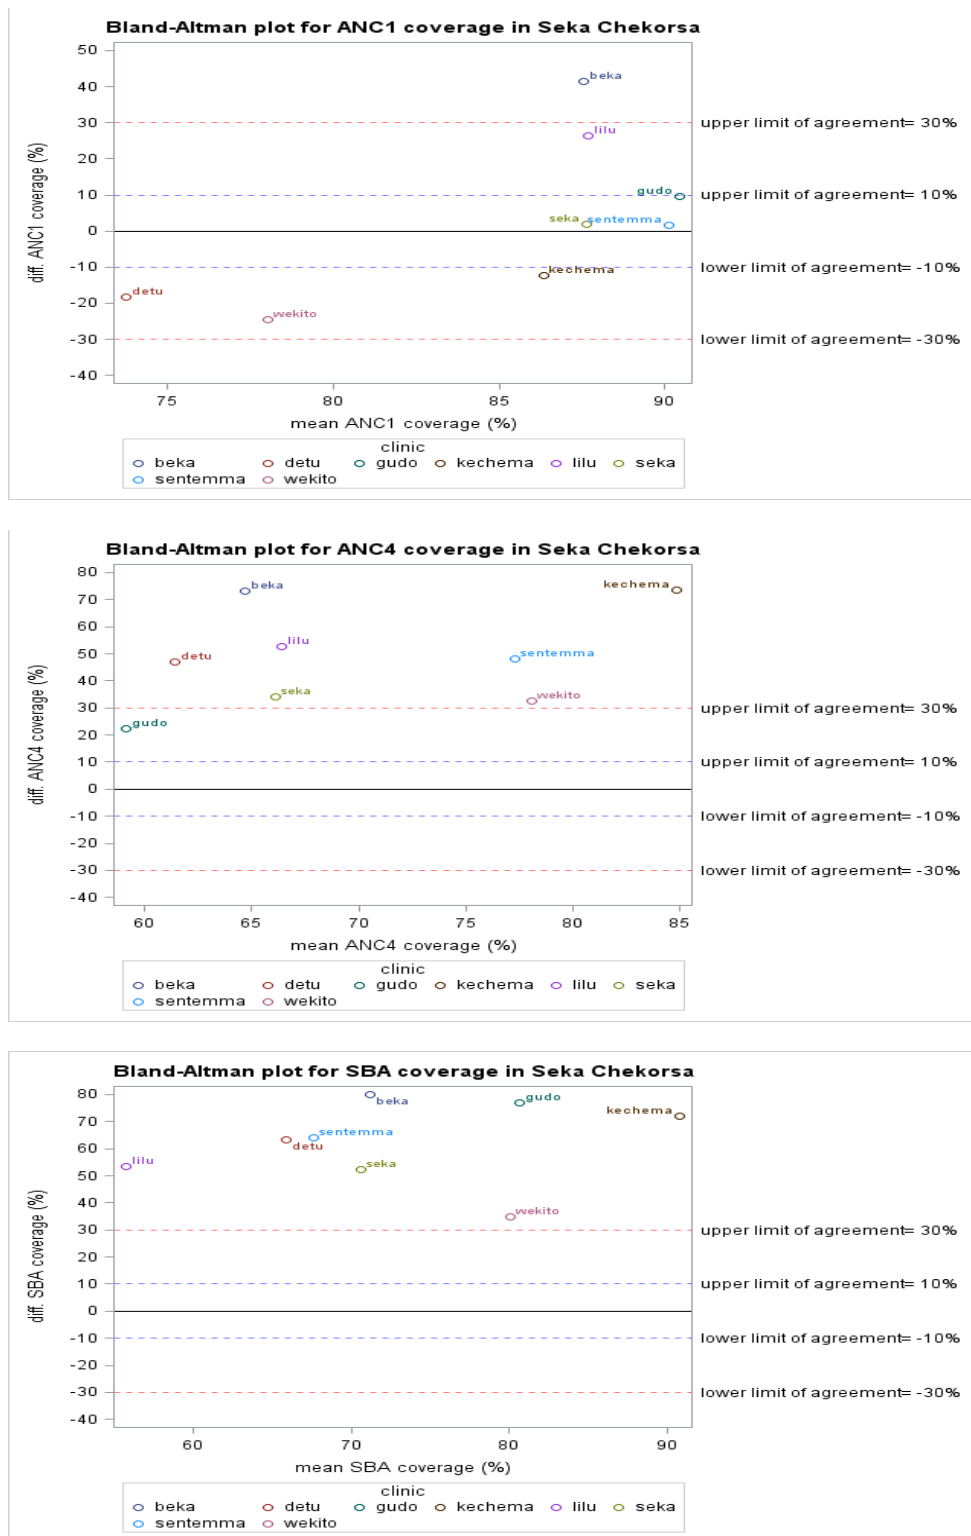 Bland-Altman plot for ANC1 coverage in Seka Chekorsa
diff. ANC1 coverage (%)
50
40
30
20
10
0
-10
-20
-30
-40
beka
lilu
gudo
seka
sentemma
kechema
detu
wekito
upper limit of agreement= 30%
upper limit of agreement= 10%
lower limit of agreement= -10%
lower limit of agreement= -30%
75 80 85 90
mean ANC1 coverage (%)
clinic
beka detu gudo kechema lilu seka
sentemma wekito
Bland-Altman plot for ANC4 coverage in Seka Chekorsa
diff. ANC4 coverage (%)
80
70
60
50
40
30
20
10
0
-10
-20
-30
-40
beka
kechema
lilu
detu
sentemma
seka
wekito
gudo
upper limit of agreement= 30%
upper limit of agreement= 10%
lower limit of agreement= -10%
lower limit of agreement= -30%
60 65 70 75 80 85
mean ANC4 coverage (%)
clinic
beka detu gudo kechema lilu seka
sentemma wekito
Bland-Altman plot for SBA coverage in Seka Chekorsa
diff. SBA coverage (%)
80
70
60
50
40
30
20
10
0
-10
-20
-30
-40
beka
gudo
kechema
sentemma
detu
lilu
seka
wekito
upper limit of agreement= 30%
upper limit of agreement= 10%
lower limit of agreement= -10%
lower limit of agreement= -30%
60 70 80 90
mean SBA coverage (%)
clinic
beka detu gudo kechema lilu seka
sentemma wekito